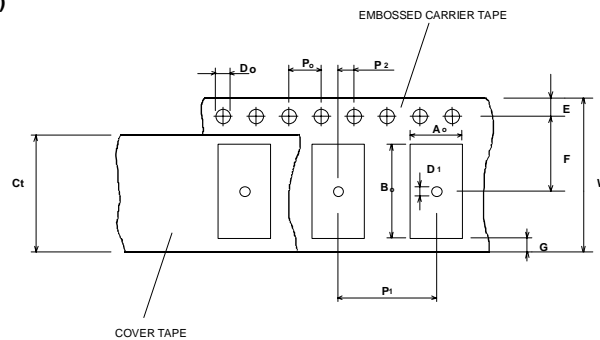 )
EMBOSSED CARRIER TAPE
Do Po P2
E
Ao
F
D1
Ct Bo W
G
P1
COVER TAPE